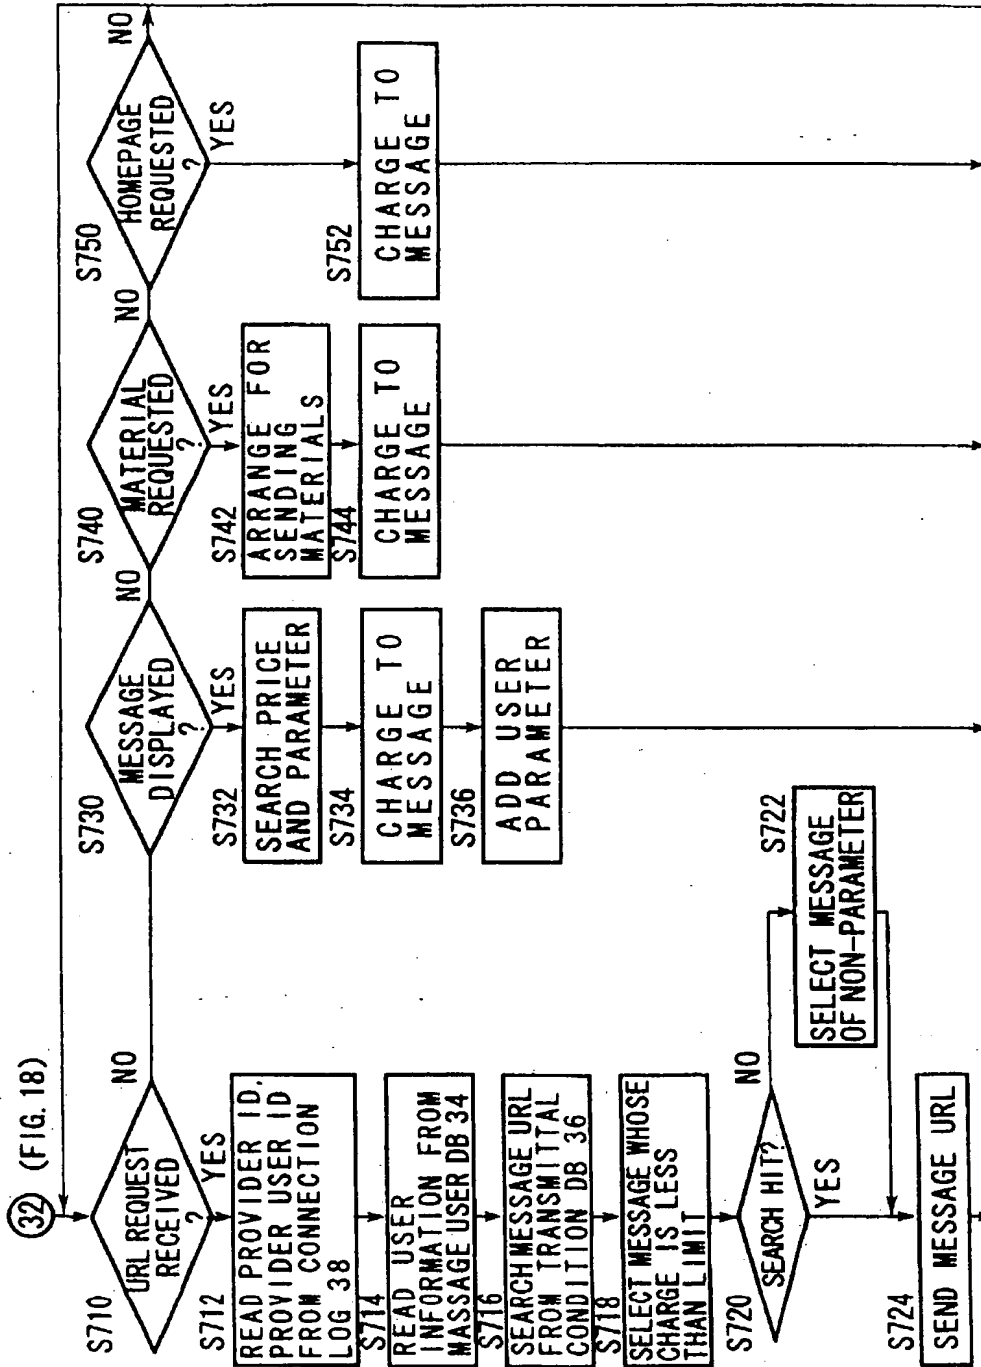 32 (FIG. 18)
S710
URL REQUEST
RECEIVED
?
NO
YES
S712
READ PROVIDER ID,
PROVIDER USER ID
FROM CONNECTION
LOG 38
S714
READ USER
INFORMATION FROM
MASSAGE USER DB 34
S716
SEARCH MESSAGE URL
FROM TRANSMITTAL
CONDITION DB 36
S718
SELECT MESSAGE WHOSE
CHARGE IS LESS
THAN LIMIT
S720
SEARCH HIT?
NO
YES
S722
SELECT MESSAGE
OF NON-PARAMETER
S724
SEND MESSAGE URL
S730
MESSAGE
DISPLAYED
?
NO
YES
S732
SEARCH PRICE
AND PARAMETER
S734
CHARGE TO
MESSAGE
S736
ADD USER
PARAMETER
S740
MATERIAL
REQUESTED
?
NO
YES
S742
ARRANGE FOR
SENDING
MATERIALS
S744
CHARGE TO
MESSAGE
S750
HOMEPAGE
REQUESTED
?
NO
YES
S752
CHARGE TO
MESSAGE